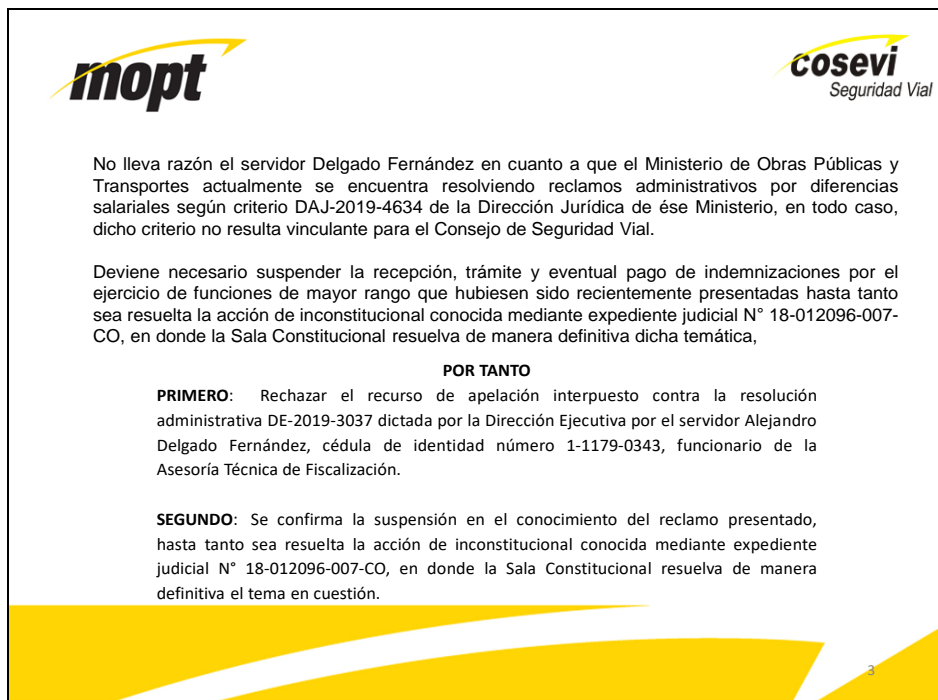 mopt
cosevi
Seguridad Vial
No lleva razón el servidor Delgado Fernández en cuanto a que el Ministerio de Obras Públicas y
Transportes actualmente se encuentra resolviendo reclamos administrativos por diferencias
salariales según criterio DAJ-2019-4634 de la Dirección Jurídica de ése Ministerio, en todo caso,
dicho criterio no resulta vinculante para el Consejo de Seguridad Vial.
Deviene necesario suspender la recepción, trámite y eventual pago de indemnizaciones por el
ejercicio de funciones de mayor rango que hubiesen sido recientemente presentadas hasta tanto
sea resuelta la acción de inconstitucional conocida mediante expediente judicial N° 18-012096-007-
CO, en donde la Sala Constitucional resuelva de manera definitiva dicha temática,
POR TANTO
PRIMERO: Rechazar el recurso de apelación interpuesto contra la resolución
administrativa DE-2019-3037 dictada por la Dirección Ejecutiva por el servidor Alejandro
Delgado Fernández, cédula de identidad número 1-1179-0343, funcionario de la
Asesoría Técnica de Fiscalización.
SEGUNDO: Se confirma la suspensión en el conocimiento del reclamo presentado,
hasta tanto sea resuelta la acción de inconstitucional conocida mediante expediente
judicial N° 18-012096-007-CO, en donde la Sala Constitucional resuelva de manera
definitiva el tema en cuestión.
3